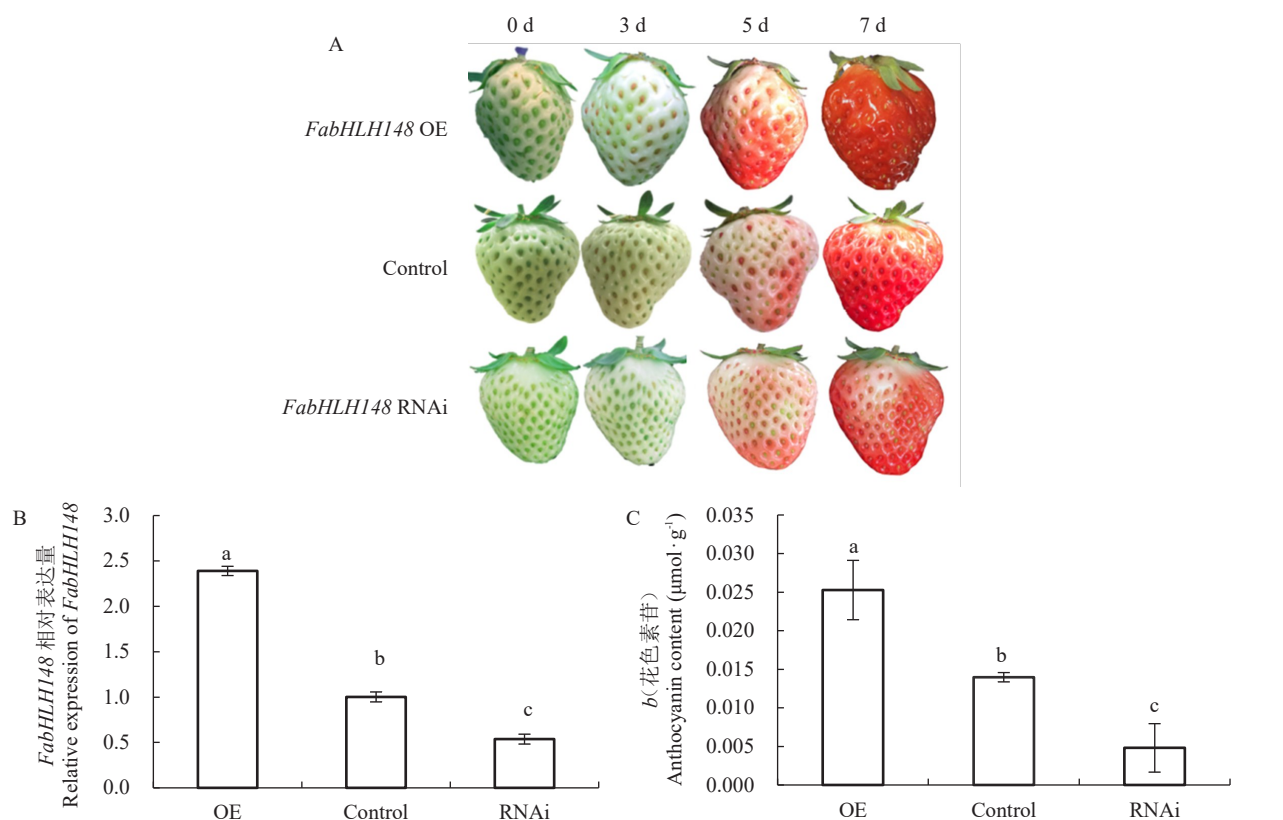 0 d 3 d 5 d 7 d
A
FabHLH148 OE
Control
FabHLH148 RNAi
B
FabHLH148 相对表达量
Relative expression of FabHLH148
3.0
2.5
2.0
1.5
1.0
0.5
0.0
a
b
c
OE Control RNAi
C
b(花色素苷)
Anthocyanin content (μmol·g⁻¹)
0.035
0.030
0.025
0.020
0.015
0.010
0.005
0.000
a
b
c
OE Control RNAi